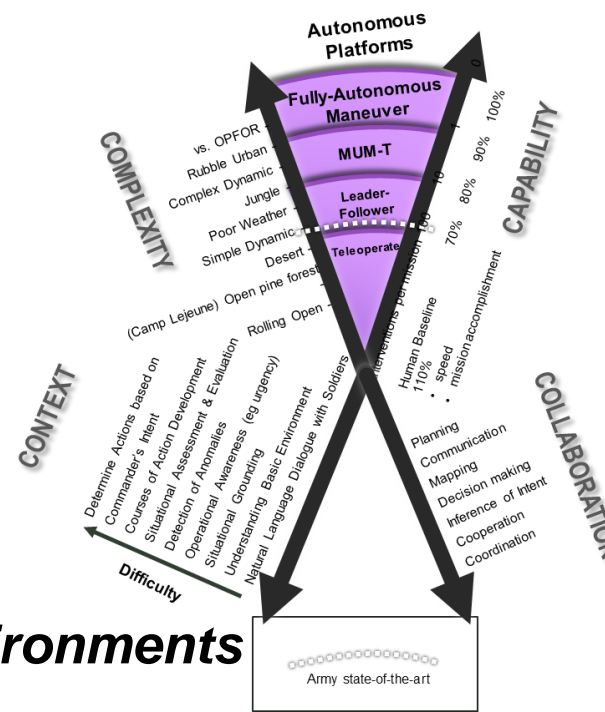 Autonomous
Platforms
Fully-Autonomous
Maneuver
MUM-T
Leader-
Follower
Teleoperate
COMPLEXITY
vs. OPFOR
Rubble Urban
Complex Dynamic
Jungle
Poor Weather
Simple Dynamic
Desert
(Camp Lejeune) Open pine forest
Rolling Open
CAPABILITY
0
1
10
100%
90%
80%
70%
per mission
Human Baseline
110%
• speed
• mission accomplishment
CONTEXT
Determine Actions based on
Commander's Intent
Courses of Action Development
Situational Assessment & Evaluation
Detection of Anomalies
Operational Awareness (eg urgency)
Situational Grounding
Understanding Basic Environment
Natural Language Dialogue with Soldiers
Difficulty
COLLABORATION
Planning
Communication
Mapping
Decision making
Inference of Intent
Cooperation
Coordination
ironments
Army state-of-the-art